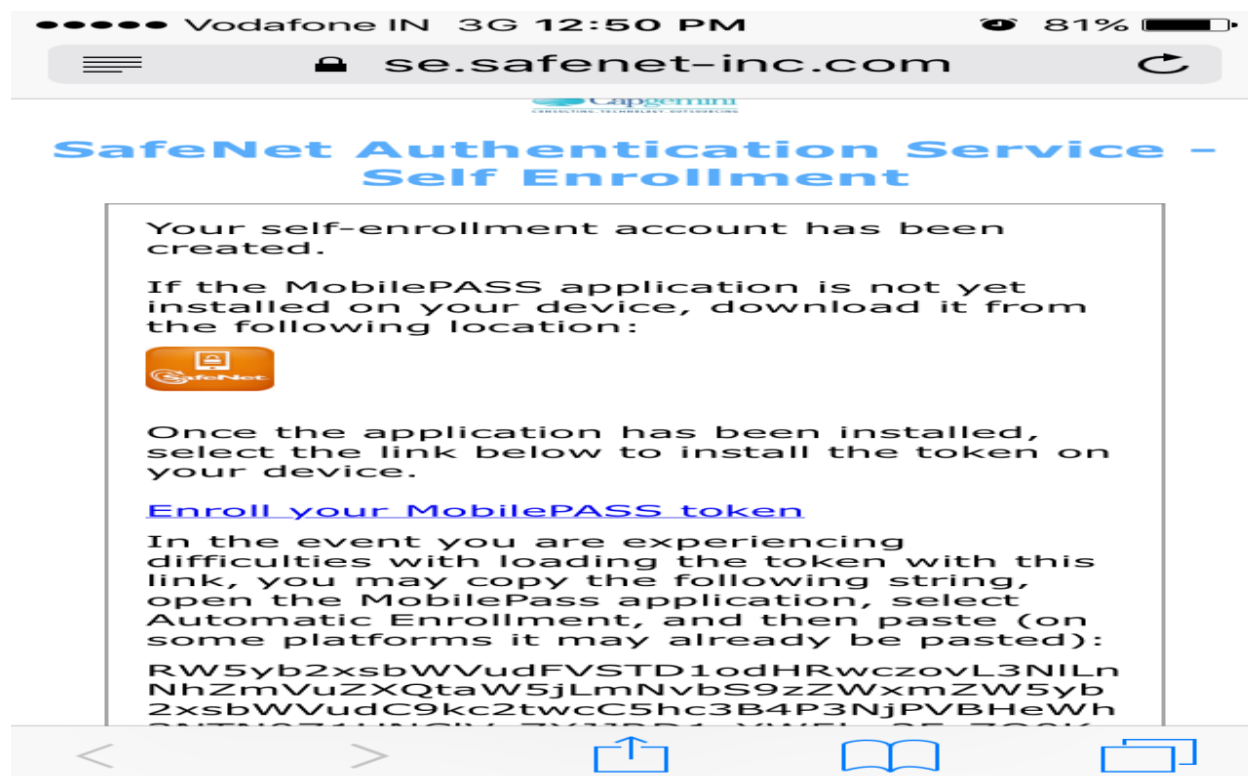 Vodafone IN 3G 12:50 PM 81%
se.safenet-inc.com
Capgemini
CONSULTING.TECHNOLOGY.OUTSOURCING
SafeNet Authentication Service –
Self Enrollment
Your self-enrollment account has been
created.
If the MobilePASS application is not yet
installed on your device, download it from
the following location:
SafeNet
Once the application has been installed,
select the link below to install the token on
your device.
Enroll your MobilePASS token
In the event you are experiencing
difficulties with loading the token with this
link, you may copy the following string,
open the MobilePass application, select
Automatic Enrollment, and then paste (on
some platforms it may already be pasted):
RW5yb2xsbWVudFVSTD1odHRwczovL3NlLn
NhZmVuZXQtaW5jLmNvbS9zZWxmZW5yb
2xsbWVudC9kc2twcC5hc3B4P3NjPVBHeWh